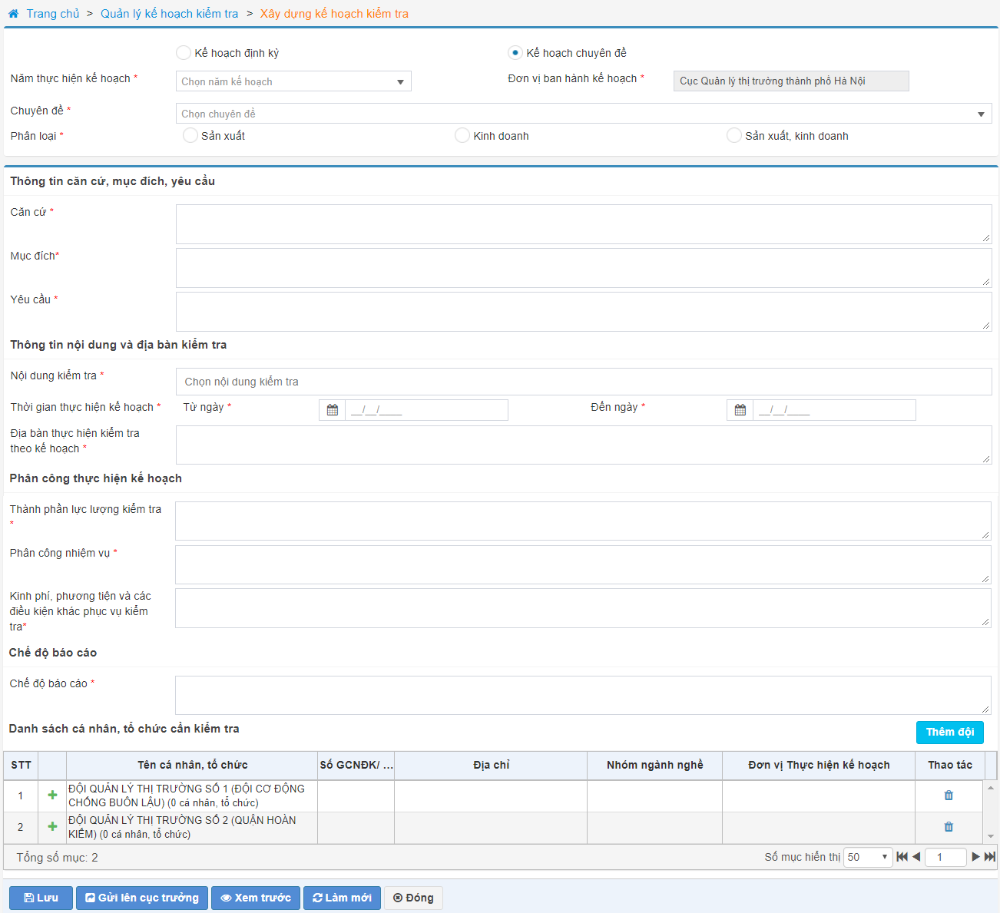 Trang chủ > Quản lý kế hoạch kiểm tra > Xây dựng kế hoạch kiểm tra
Kế hoạch định kỳ Kế hoạch chuyên đề
Năm thực hiện kế hoạch * Chọn năm kế hoạch Đơn vị ban hành kế hoạch * Cục Quản lý thị trường thành phố Hà Nội
Chuyên đề * Chọn chuyên đề
Phân loại * Sản xuất Kinh doanh Sản xuất, kinh doanh
Thông tin căn cứ, mục đích, yêu cầu
Căn cứ *
Mục đích*
Yêu cầu *
Thông tin nội dung và địa bàn kiểm tra
Nội dung kiểm tra * Chọn nội dung kiểm tra
Thời gian thực hiện kế hoạch * Từ ngày * __/__/____ Đến ngày * __/__/____
Địa bàn thực hiện kiểm tra
theo kế hoạch *
Phân công thực hiện kế hoạch
Thành phần lực lượng kiểm tra
*
Phân công nhiệm vụ *
Kinh phí, phương tiện và các
điều kiện khác phục vụ kiểm
tra*
Chế độ báo cáo
Chế độ báo cáo *
Danh sách cá nhân, tổ chức cần kiểm tra Thêm đội
STT Tên cá nhân, tổ chức Số GCNĐK/ ... Địa chỉ Nhóm ngành nghề Đơn vị Thực hiện kế hoạch Thao tác
1 ĐỘI QUẢN LÝ THỊ TRƯỜNG SỐ 1 (ĐỘI CƠ ĐỘNG
CHỐNG BUÔN LẬU) (0 cá nhân, tổ chức)
2 ĐỘI QUẢN LÝ THỊ TRƯỜNG SỐ 2 (QUẬN HOÀN
KIẾM) (0 cá nhân, tổ chức)
Tổng số mục: 2 Số mục hiển thị 50 1
Lưu Gửi lên cục trưởng Xem trước Làm mới Đóng